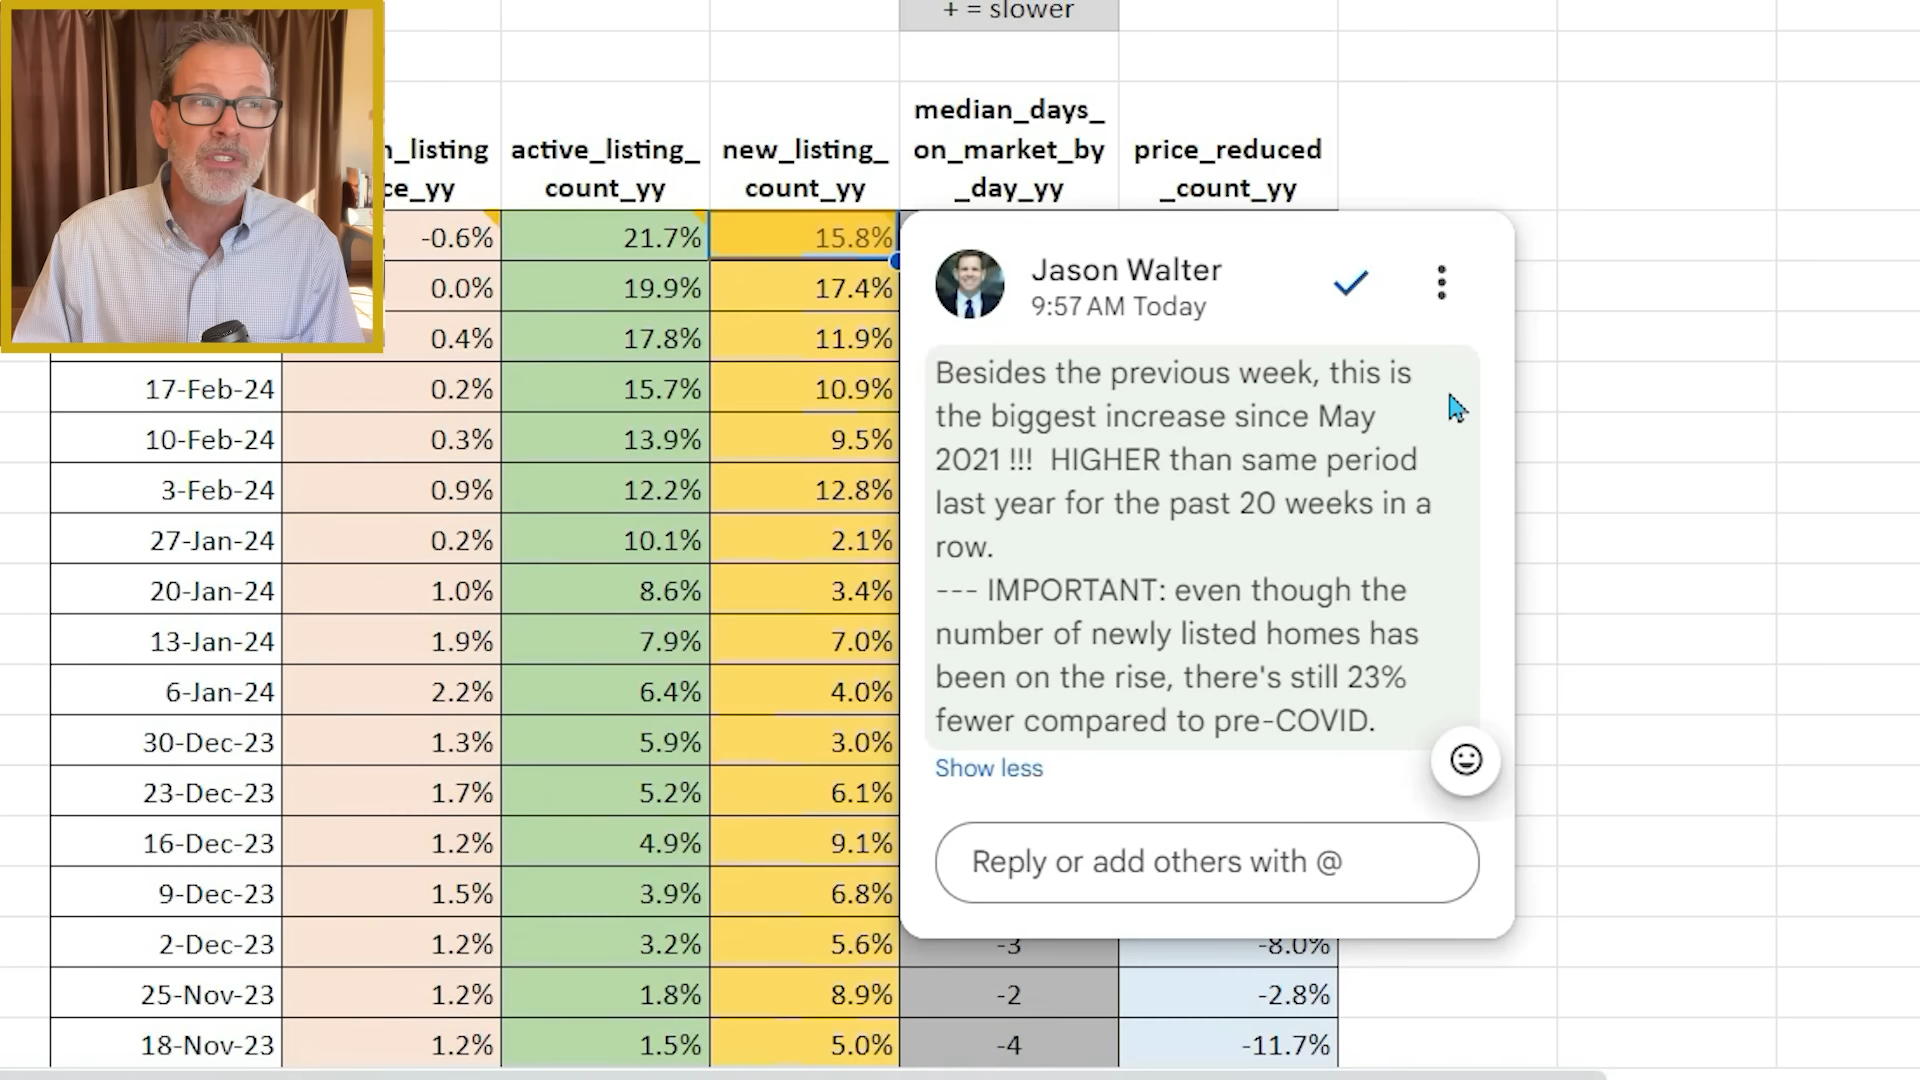 + = slower
median_days_
on_market_by
_day_yy
n_listing
ce_yy
active_listing_
count_yy
new_listing_
count_yy
price_reduced
_count_yy
-0.6% 21.7% 15.8%
0.0% 19.9% 17.4%
0.4% 17.8% 11.9%
17-Feb-24 0.2% 15.7% 10.9%
10-Feb-24 0.3% 13.9% 9.5%
3-Feb-24 0.9% 12.2% 12.8%
27-Jan-24 0.2% 10.1% 2.1%
20-Jan-24 1.0% 8.6% 3.4%
13-Jan-24 1.9% 7.9% 7.0%
6-Jan-24 2.2% 6.4% 4.0%
30-Dec-23 1.3% 5.9% 3.0%
23-Dec-23 1.7% 5.2% 6.1%
16-Dec-23 1.2% 4.9% 9.1%
9-Dec-23 1.5% 3.9% 6.8%
2-Dec-23 1.2% 3.2% 5.6% -3 -8.0%
25-Nov-23 1.2% 1.8% 8.9% -2 -2.8%
18-Nov-23 1.2% 1.5% 5.0% -4 -11.7%
Jason Walter
9:57 AM Today
Besides the previous week, this is
the biggest increase since May
2021 !!! HIGHER than same period
last year for the past 20 weeks in a
row.
--- IMPORTANT: even though the
number of newly listed homes has
been on the rise, there's still 23%
fewer compared to pre-COVID.
Show less
Reply or add others with @